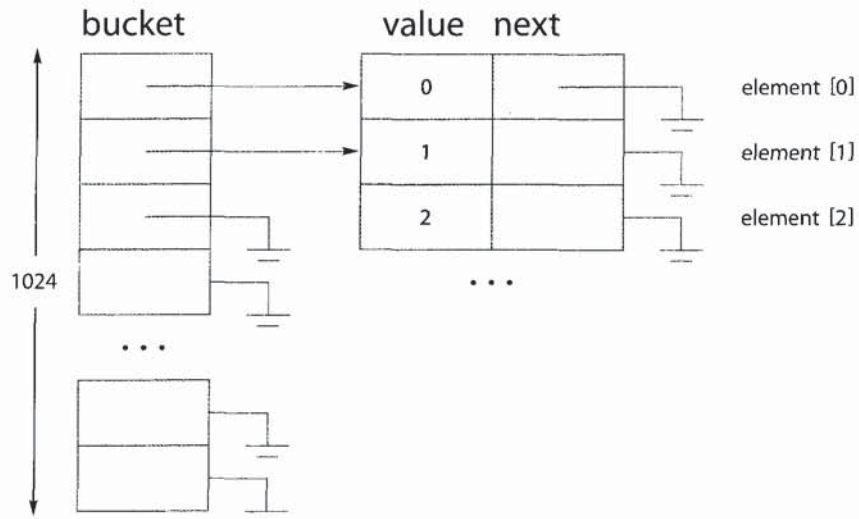 bucket
value next
0
element [0]
1
element [1]
2
element [2]
1024
...
...